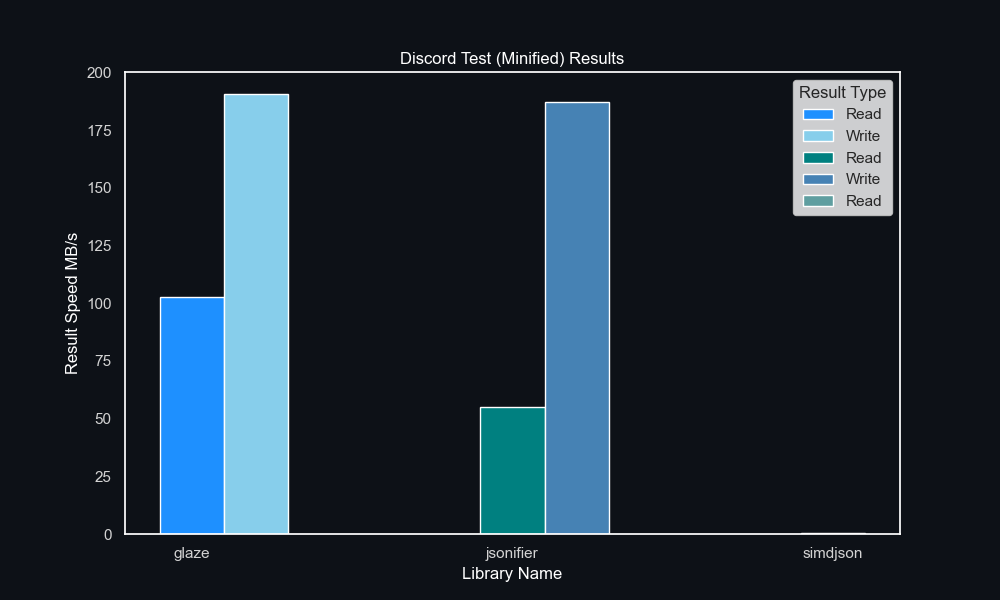 Discord Test (Minified) Results
200
175
150
125
100
75
50
25
0
Result Speed MB/s
Result Type
Read
Write
Read
Write
Read
glaze
jsonifier
simdjson
Library Name